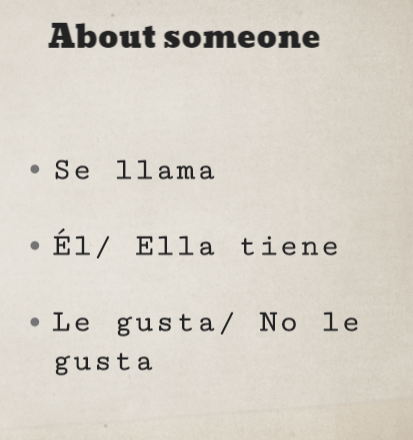 About someone
• Se llama
• Él/ Ella tiene
• Le gusta/ No le
gusta